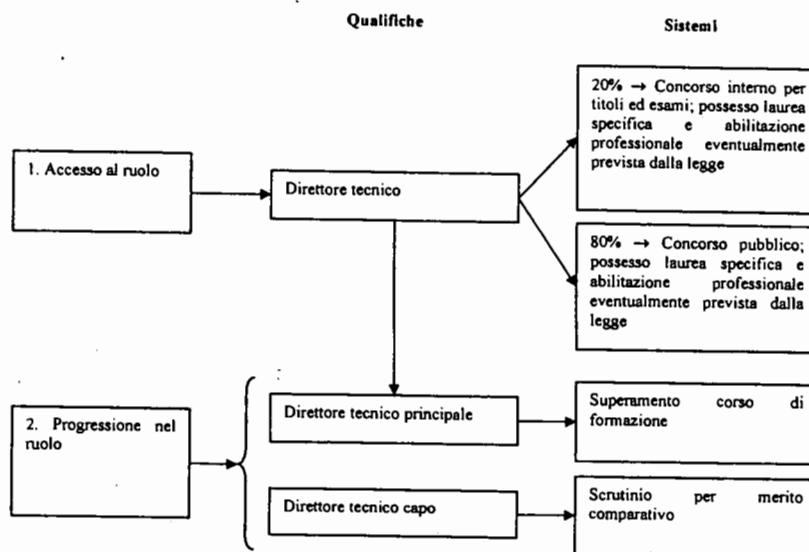 Qualifiche
Sistemi
20% → Concorso interno per
titoli ed esami; possesso laurea
specifica e abilitazione
professionale eventualmente
prevista dalla legge
1. Accesso al ruolo
Direttore tecnico
80% → Concorso pubblico;
possesso laurea specifica e
abilitazione professionale
eventualmente prevista dalla
legge
2. Progressione nel
ruolo
Direttore tecnico principale
Superamento corso di
formazione
Direttore tecnico capo
Scrutinio per merito
comparativo